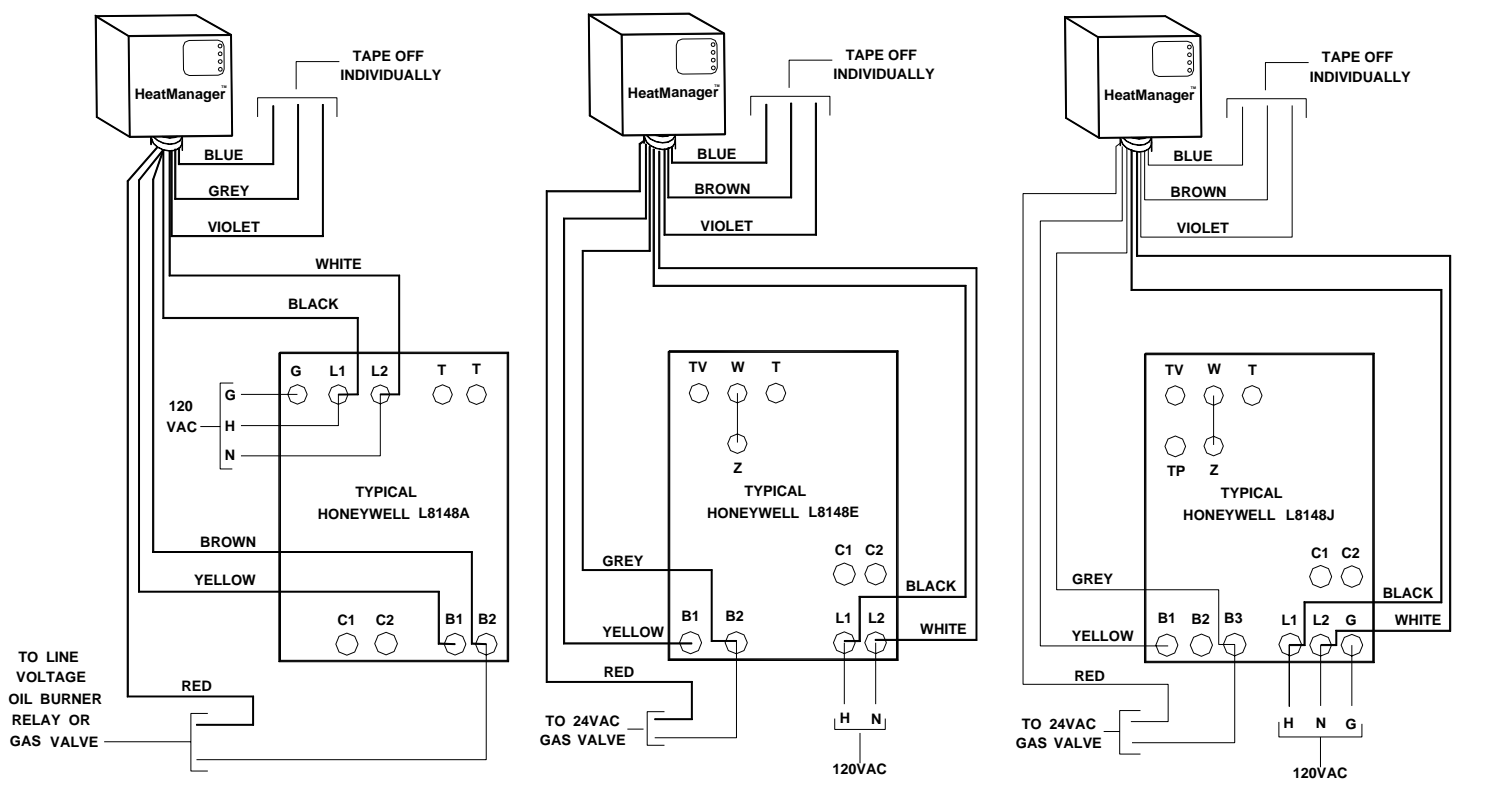 HeatManager™
TAPE OFF
INDIVIDUALLY
BLUE
GREY
VIOLET
WHITE
BLACK
G L1 L2 T T
120
VAC
G
H
N
TYPICAL
HONEYWELL L8148A
BROWN
YELLOW
C1 C2 B1 B2
TO LINE
VOLTAGE
OIL BURNER
RELAY OR
GAS VALVE
RED
HeatManager™
TAPE OFF
INDIVIDUALLY
BLUE
BROWN
VIOLET
TV W T
Z
TYPICAL
HONEYWELL L8148E
C1 C2
GREY
BLACK
B1 B2 L1 L2
YELLOW
WHITE
RED
TO 24VAC
GAS VALVE
H N
120VAC
HeatManager™
TAPE OFF
INDIVIDUALLY
BLUE
BROWN
VIOLET
TV W T
TP Z
TYPICAL
HONEYWELL L8148J
C1 C2
GREY
BLACK
B1 B2 B3 L1 L2 G
YELLOW
WHITE
RED
TO 24VAC
GAS VALVE
H N G
120VAC